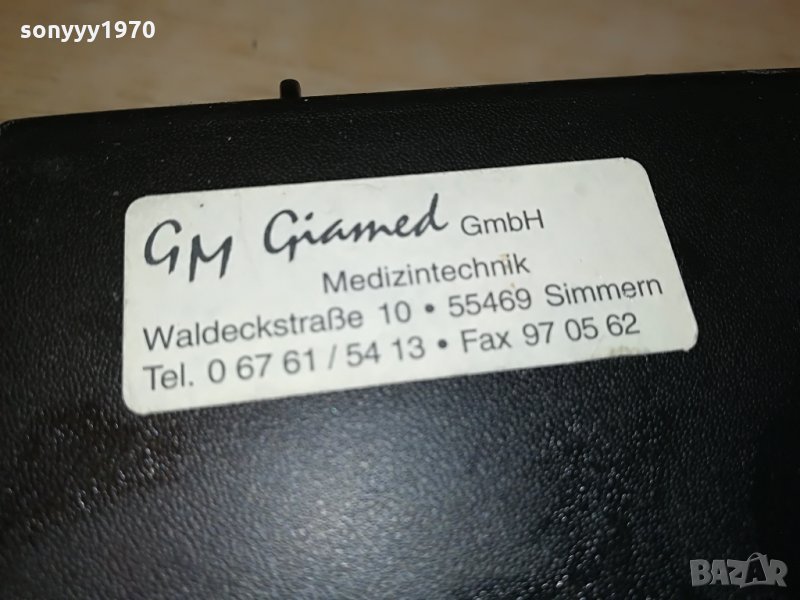 sonyyy1970
GM Giamed GmbH
Medizintechnik
Waldeckstraße 10 • 55469 Simmern
Tel. 0 67 61 / 54 13 • Fax 97 05 62
BAZAR